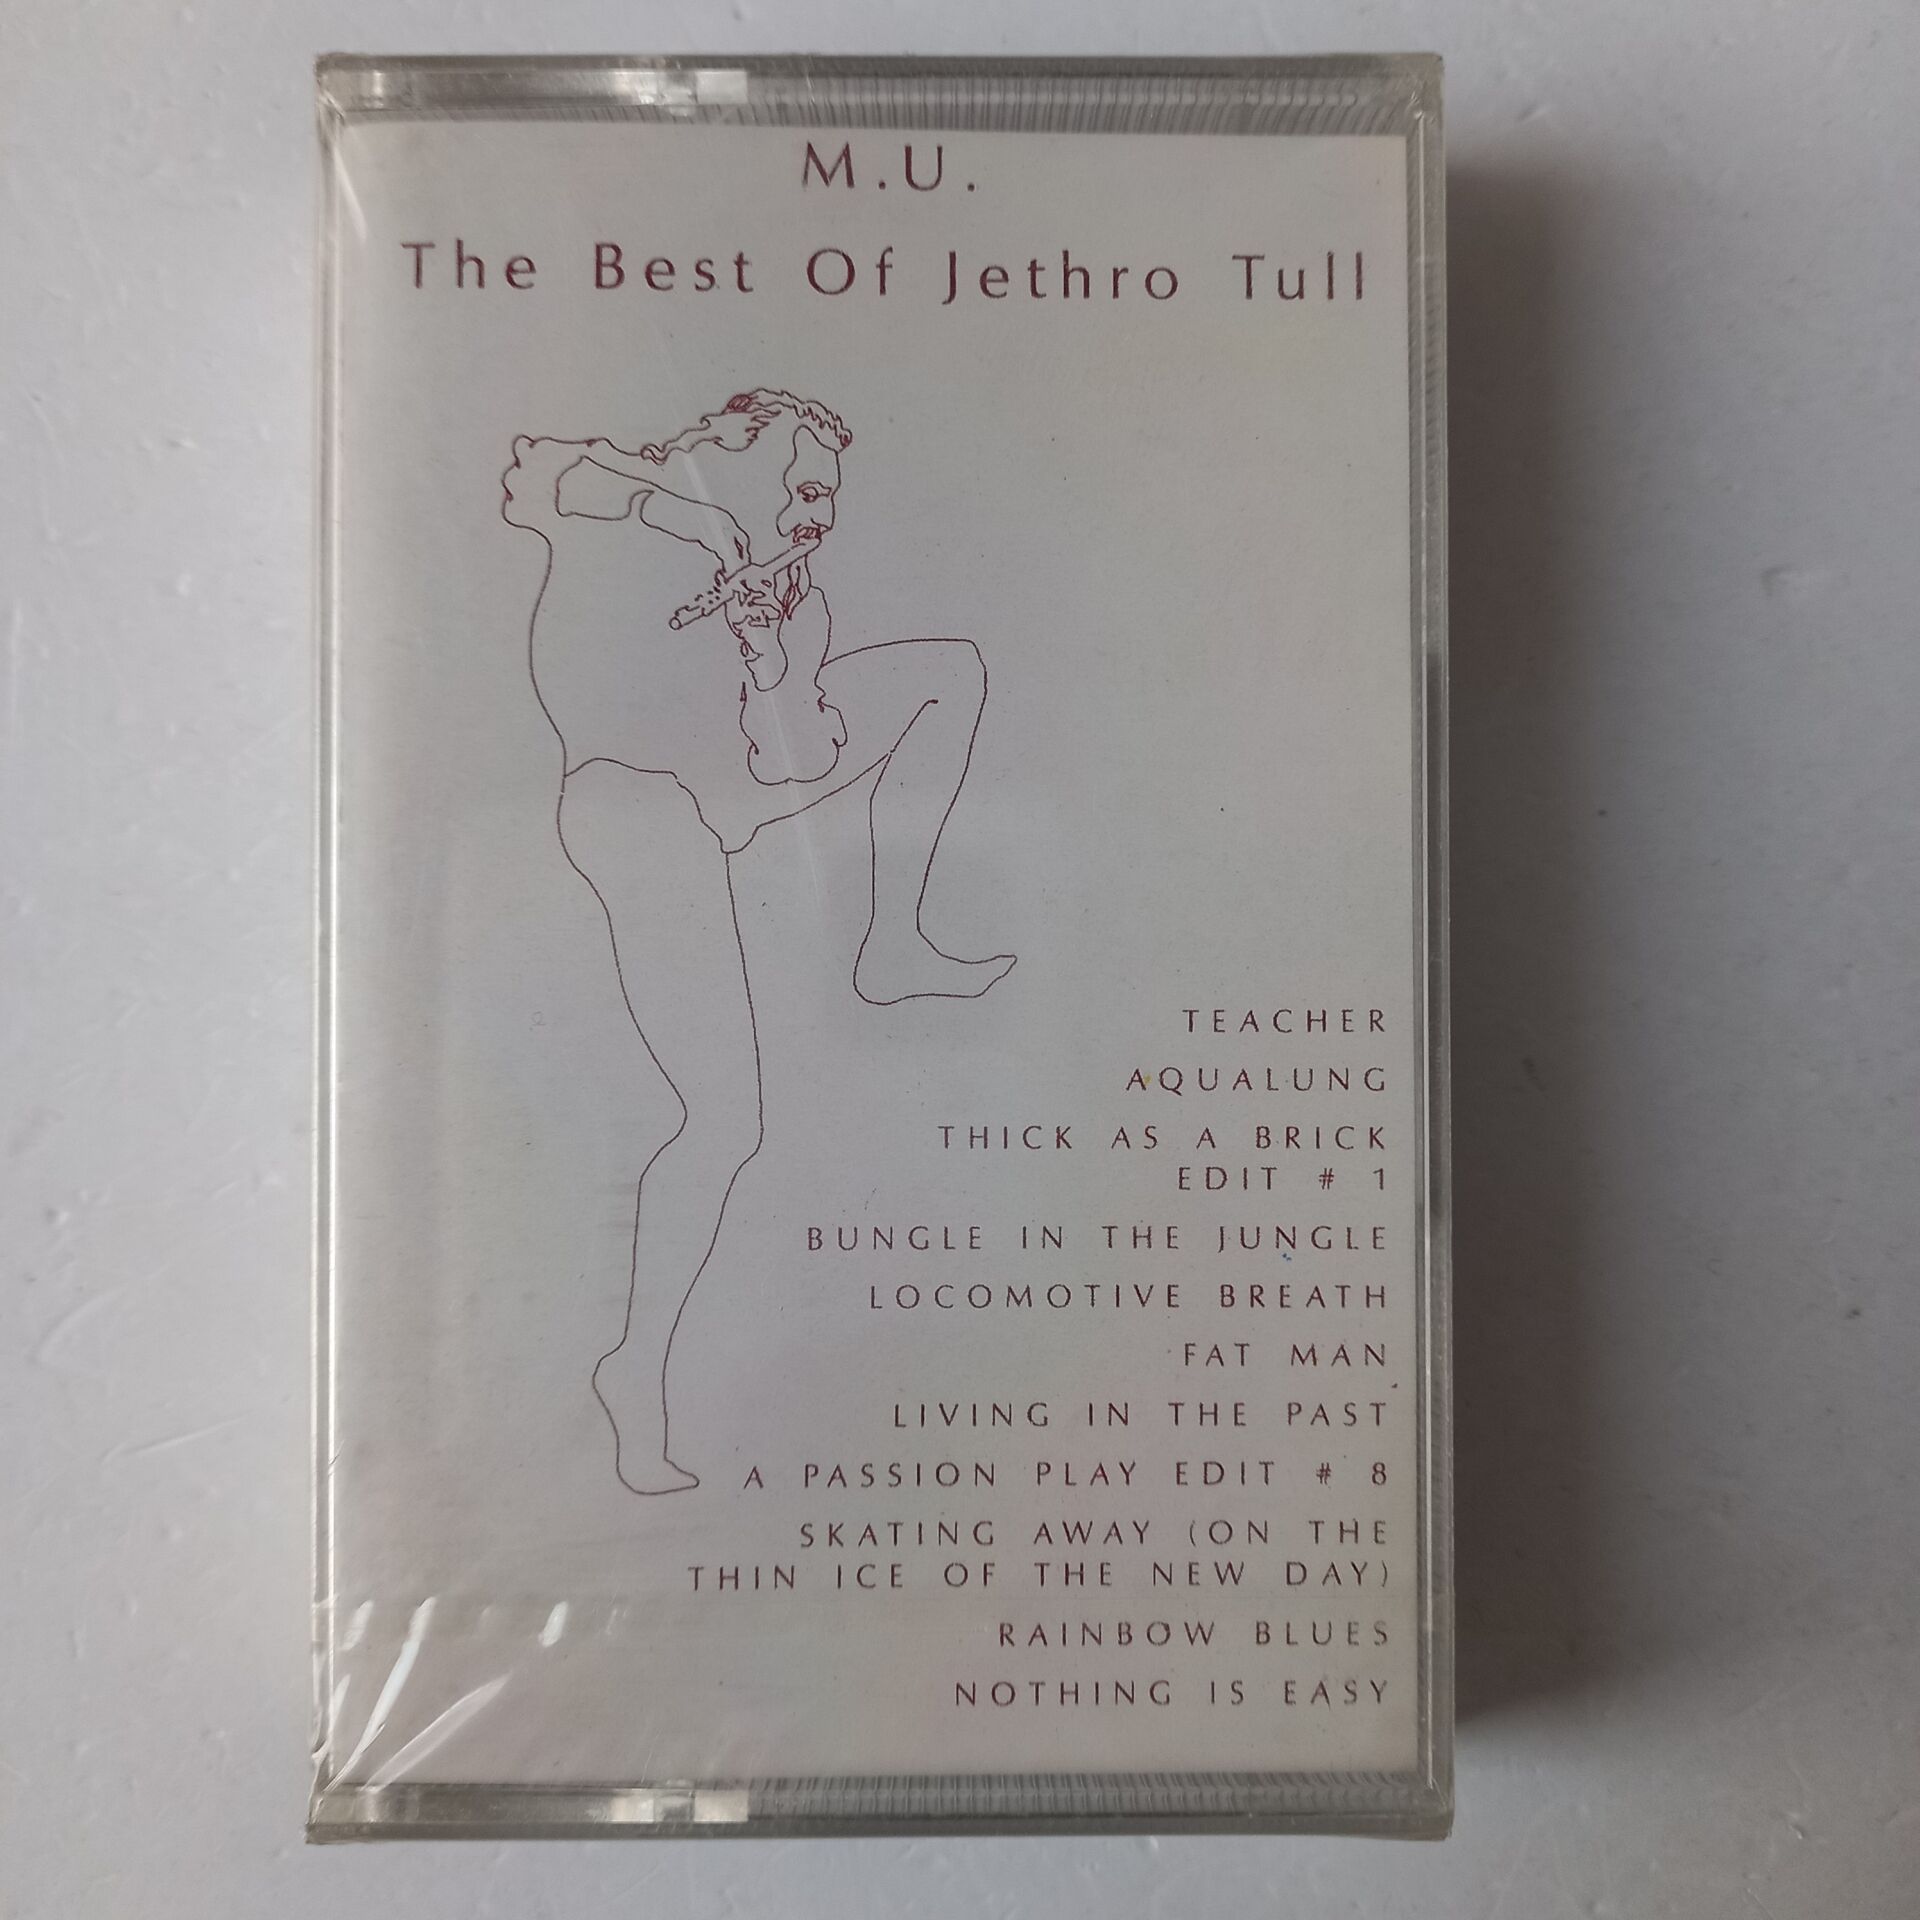 M.U.
The Best Of Jethro Tull
TEACHER
AQUALUNG
THICK AS A BRICK
EDIT # 1
BUNGLE IN THE JUNGLE
LOCOMOTIVE BREATH
FAT MAN
LIVING IN THE PAST
A PASSION PLAY EDIT # 8
SKATING AWAY (ON THE
THIN ICE OF THE NEW DAY)
RAINBOW BLUES
NOTHING IS EASY